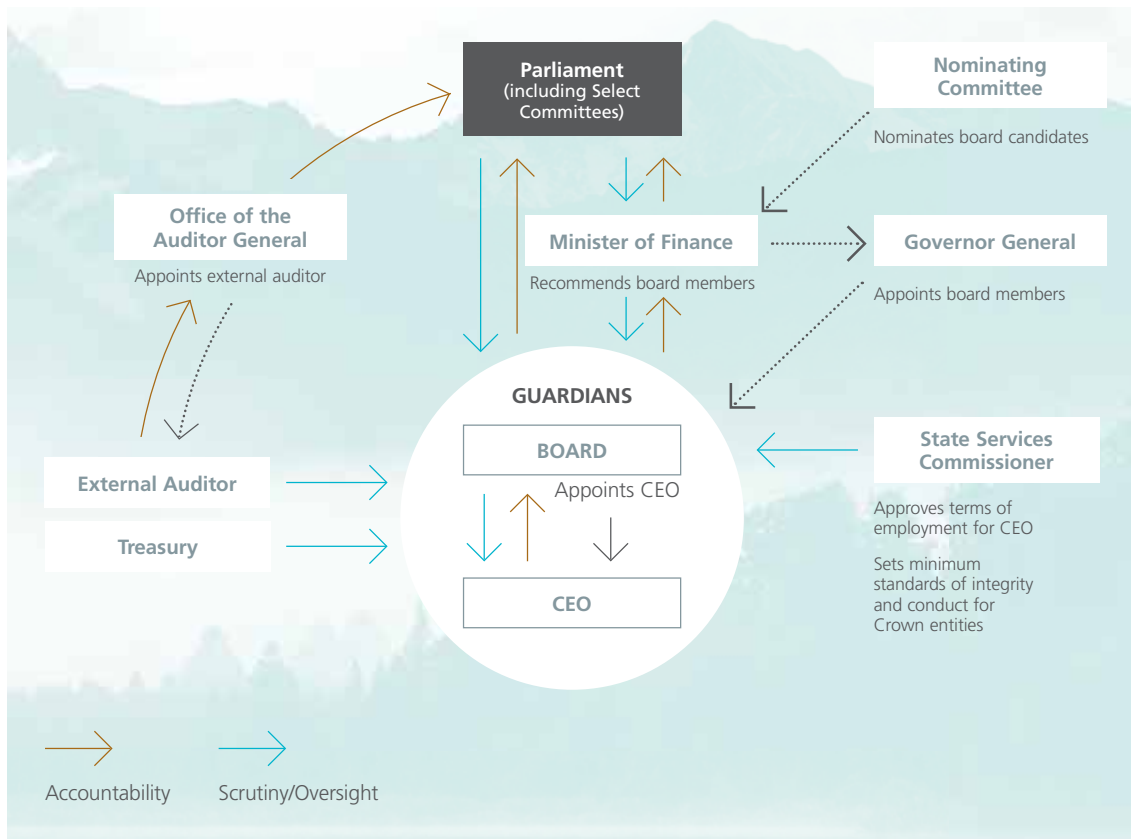 Parliament
(including Select
Committees)
Nominating
Committee
Nominates board candidates
Office of the
Auditor General
Appoints external auditor
Minister of Finance
Recommends board members
Governor General
Appoints board members
GUARDIANS
BOARD
Appoints CEO
CEO
External Auditor
Treasury
State Services
Commissioner
Approves terms of
employment for CEO
Sets minimum
standards of integrity
and conduct for
Crown entities
Accountability
Scrutiny/Oversight